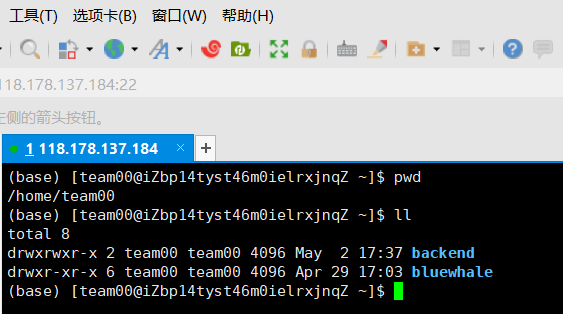 工具(T) 选项卡(B) 窗口(W) 帮助(H)
118.178.137.184:22
左侧的箭头按钮。
1 118.178.137.184 × +
(base) [team00@iZbp14tyst46m0ielrxjnqZ ~]$ pwd
/home/team00
(base) [team00@iZbp14tyst46m0ielrxjnqZ ~]$ ll
total 8
drwxrwxr-x 2 team00 team00 4096 May  2 17:37 backend
drwxr-xr-x 6 team00 team00 4096 Apr 29 17:03 bluewhale
(base) [team00@iZbp14tyst46m0ielrxjnqZ ~]$